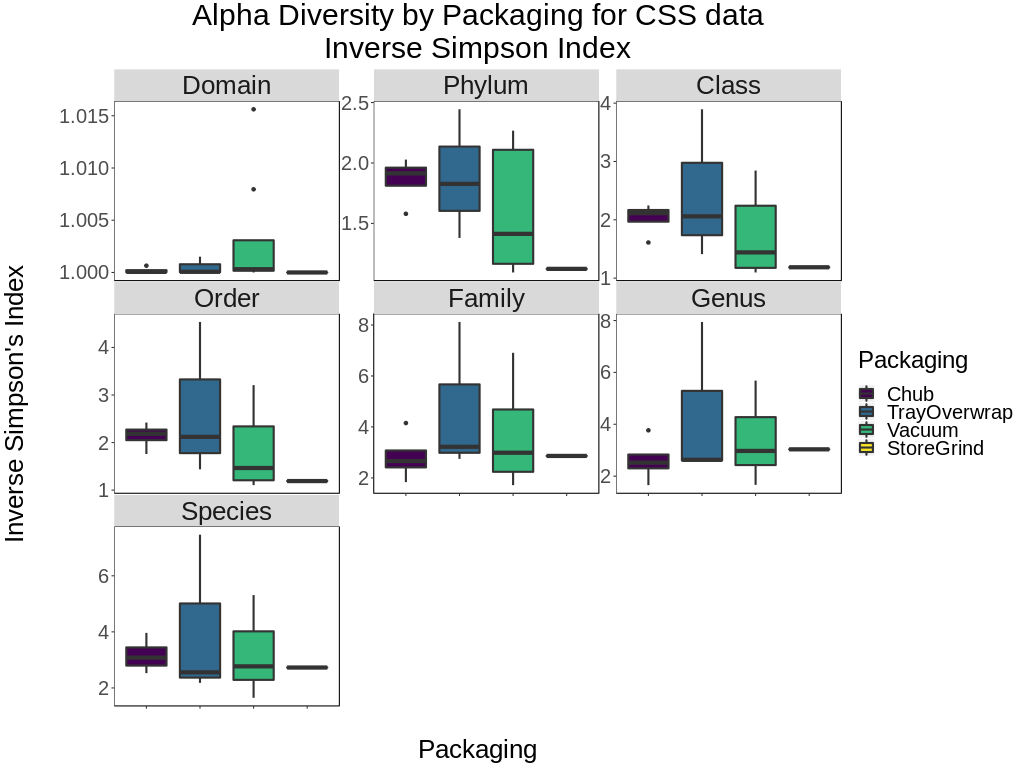 Alpha Diversity by Packaging for CSS data
Inverse Simpson Index
Domain
Phylum
Class
1.015
1.010
1.005
1.000
2.5
2.0
1.5
4
3
2
1
Order
Family
Genus
4
3
2
1
8
6
4
2
8
6
4
2
Species
6
4
2
Inverse Simpson's Index
Packaging
Packaging
Chub
TrayOverwrap
Vacuum
StoreGrind